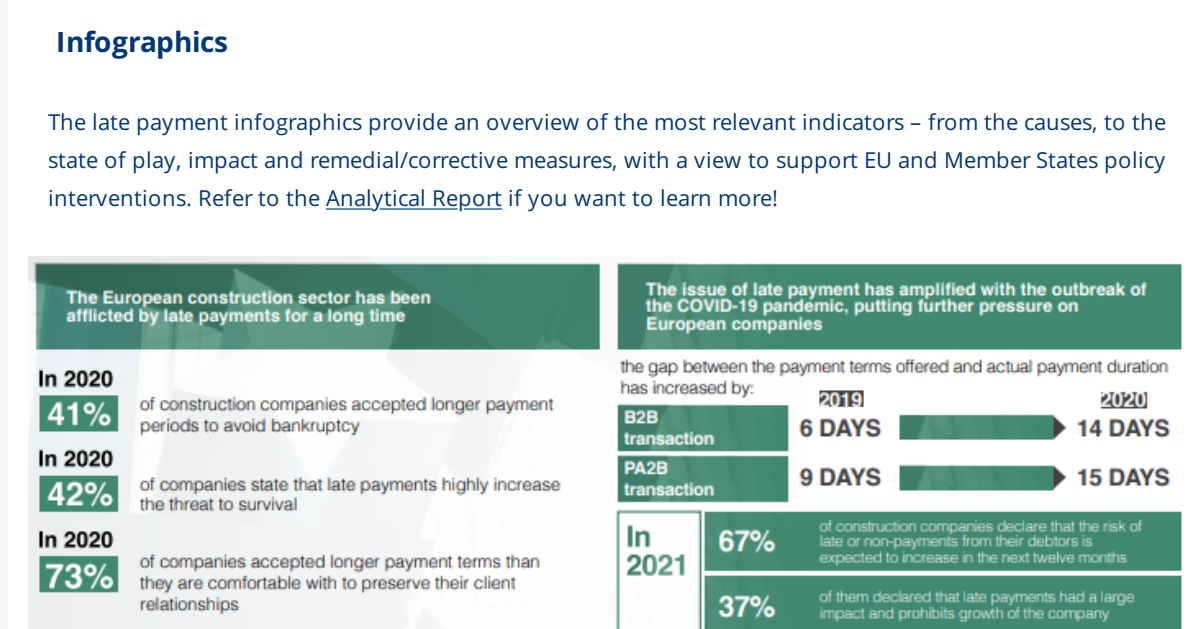 Infographics
The late payment infographics provide an overview of the most relevant indicators – from the causes, to the
state of play, impact and remedial/corrective measures, with a view to support EU and Member States policy
interventions. Refer to the Analytical Report if you want to learn more!
The European construction sector has been
afflicted by late payments for a long time
In 2020
41%
of construction companies accepted longer payment
periods to avoid bankruptcy
In 2020
42%
of companies state that late payments highly increase
the threat to survival
In 2020
73%
of companies accepted longer payment terms than
they are comfortable with to preserve their client
relationships
The issue of late payment has amplified with the outbreak of
the COVID-19 pandemic, putting further pressure on
European companies
the gap between the payment terms offered and actual payment duration
has increased by:
2019
2020
B2B
transaction
6 DAYS
14 DAYS
PA2B
transaction
9 DAYS
15 DAYS
In
2021
67%
of construction companies declare that the risk of
late or non-payments from their debtors is
expected to increase in the next twelve months
37%
of them declared that late payments had a large
impact and prohibits growth of the company